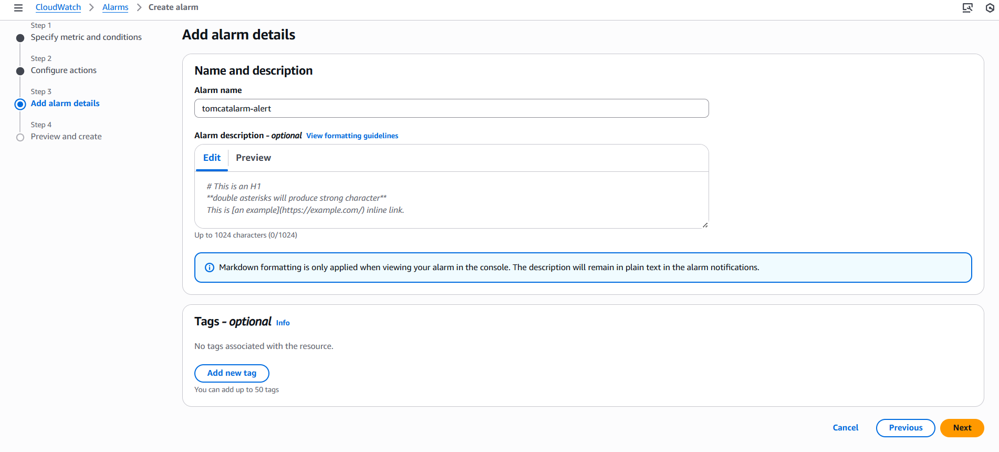 CloudWatch > Alarms > Create alarm
Step 1
Specify metric and conditions
Step 2
Configure actions
Step 3
Add alarm details
Step 4
Preview and create
Add alarm details
Name and description
Alarm name
tomcatalarm-alert
Alarm description - optional View formatting guidelines
Edit Preview
# This is an H1
**double asterisks will produce strong character**
This is [an example](https://example.com/) inline link.
Up to 1024 characters (0/1024)
Markdown formatting is only applied when viewing your alarm in the console. The description will remain in plain text in the alarm notifications.
Tags - optional Info
No tags associated with the resource.
Add new tag
You can add up to 50 tags
Cancel Previous Next